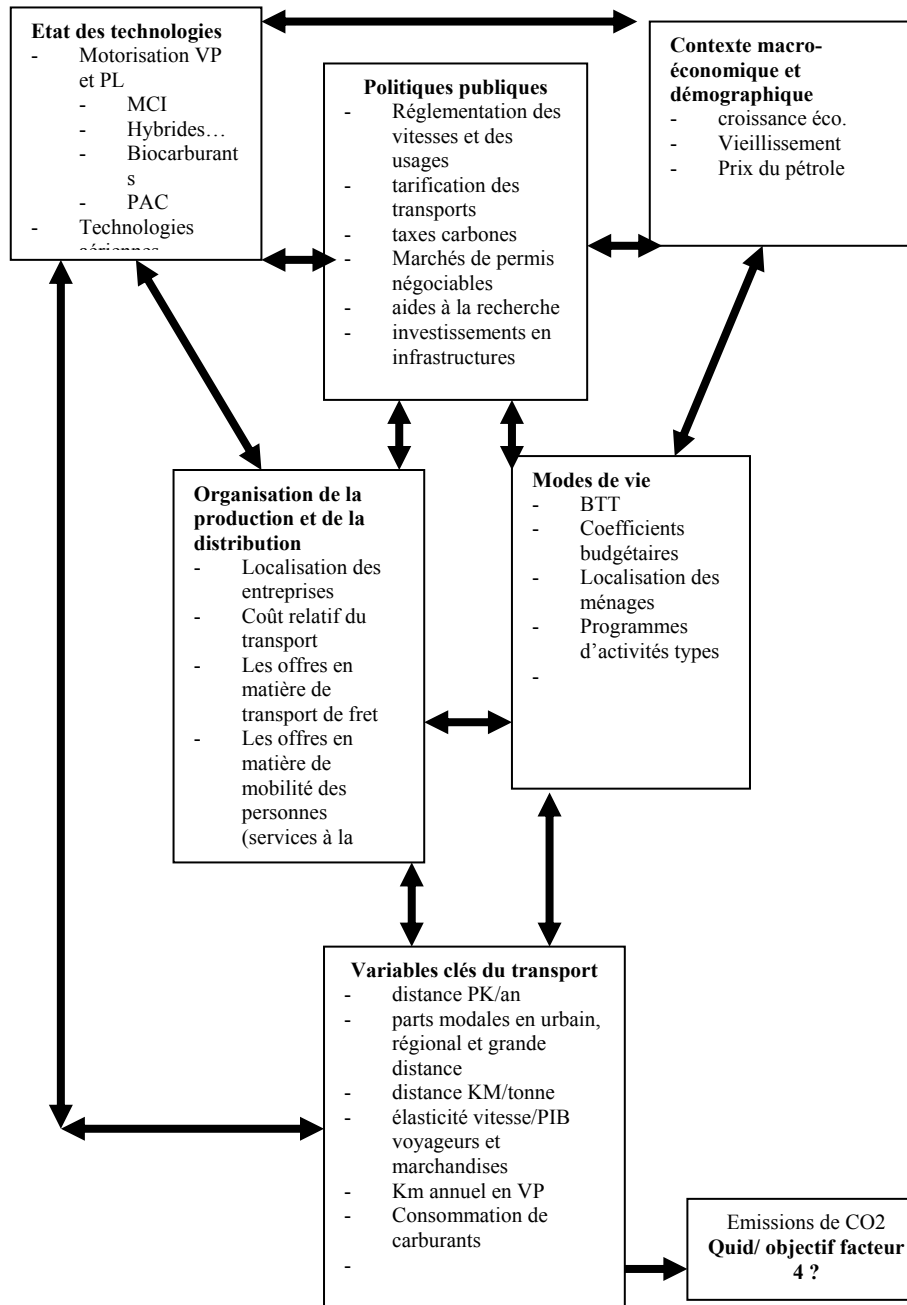 Etat des technologies
- Motorisation VP
et PL
- MCI
- Hybrides…
- Biocarburant
s
- PAC
- Technologies
aériennes
Politiques publiques
- Réglementation des
vitesses et des
usages
- tarification des
transports
- taxes carbones
- Marchés de permis
négociables
- aides à la recherche
- investissements en
infrastructures
Contexte macro-
économique et
démographique
- croissance éco.
- Vieillissement
- Prix du pétrole
Organisation de la
production et de la
distribution
- Localisation des
entreprises
- Coût relatif du
transport
- Les offres en
matière de
transport de fret
- Les offres en
matière de
mobilité des
personnes
(services à la
Modes de vie
- BTT
- Coefficients
budgétaires
- Localisation des
ménages
- Programmes
d’activités types
-
Variables clés du transport
- distance PK/an
- parts modales en urbain,
régional et grande
distance
- distance KM/tonne
- élasticité vitesse/PIB
voyageurs et
marchandises
- Km annuel en VP
- Consommation de
carburants
-
Emissions de CO2
Quid/ objectif facteur
4 ?